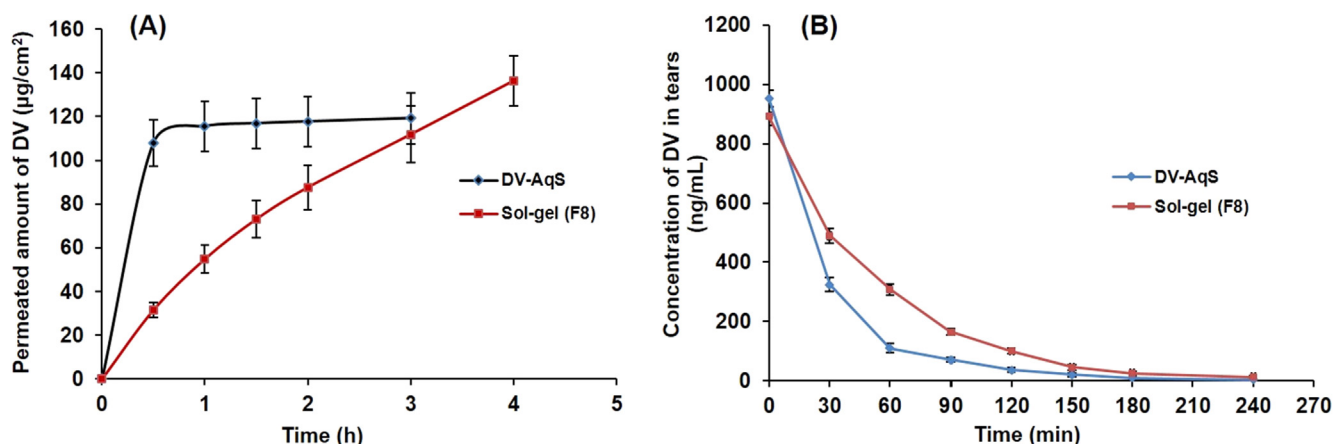 (A)
Permeated amount of DV (µg/cm²)
160
140
120
100
80
60
40
20
0
0 1 2 3 4 5
Time (h)
DV-AqS
Sol-gel (F8)
(B)
Concentration of DV in tears
(ng/mL)
1200
1000
800
600
400
200
0
0 30 60 90 120 150 180 210 240 270
Time (min)
DV-AqS
Sol-gel (F8)